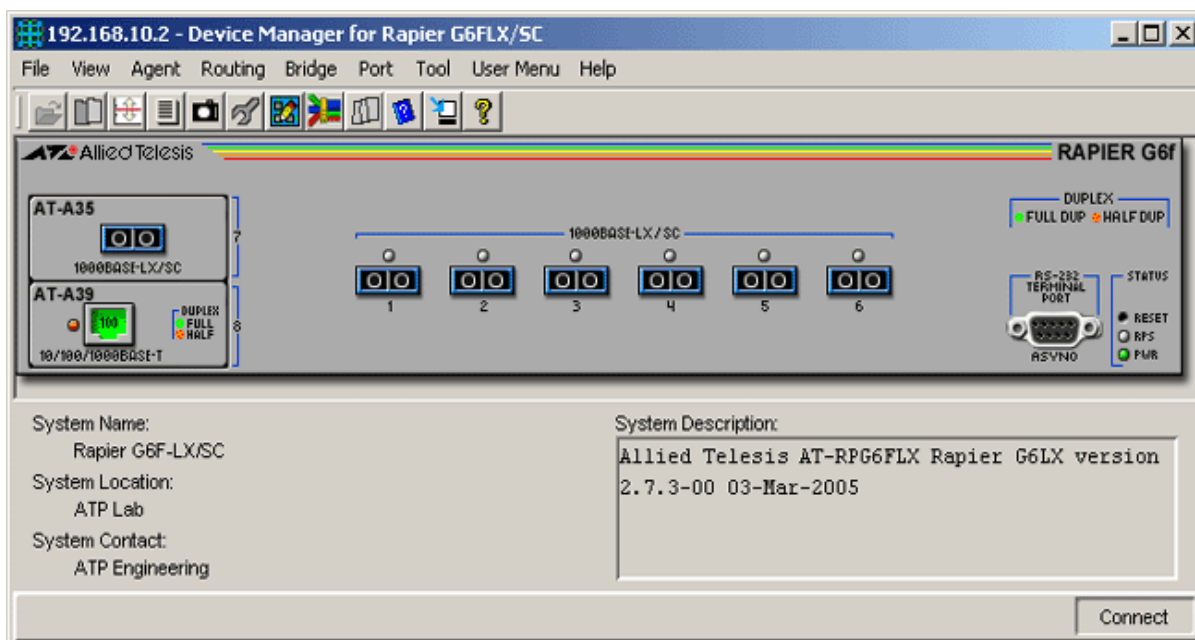 192.168.10.2 - Device Manager for Rapier G6FLX/SC
File View Agent Routing Bridge Port Tool User Menu Help
Allied Telesis
RAPIER G6f
AT-A35
7
1000BASE-LX/SC
AT-A39
100
DUPLEX
FULL
HALF
8
10/100/1000BASE-T
1000BASE-LX/SC
1 2 3 4 5 6
DUPLEX
FULL DUP HALF DUP
RS-232
TERMINAL
PORT
ASYN0
STATUS
RESET
RPS
PWR
System Name:
Rapier G6F-LX/SC
System Location:
ATP Lab
System Contact:
ATP Engineering
System Description:
Allied Telesis AT-RPG6FLX Rapier G6LX version
2.7.3-00 03-Mar-2005
Connect